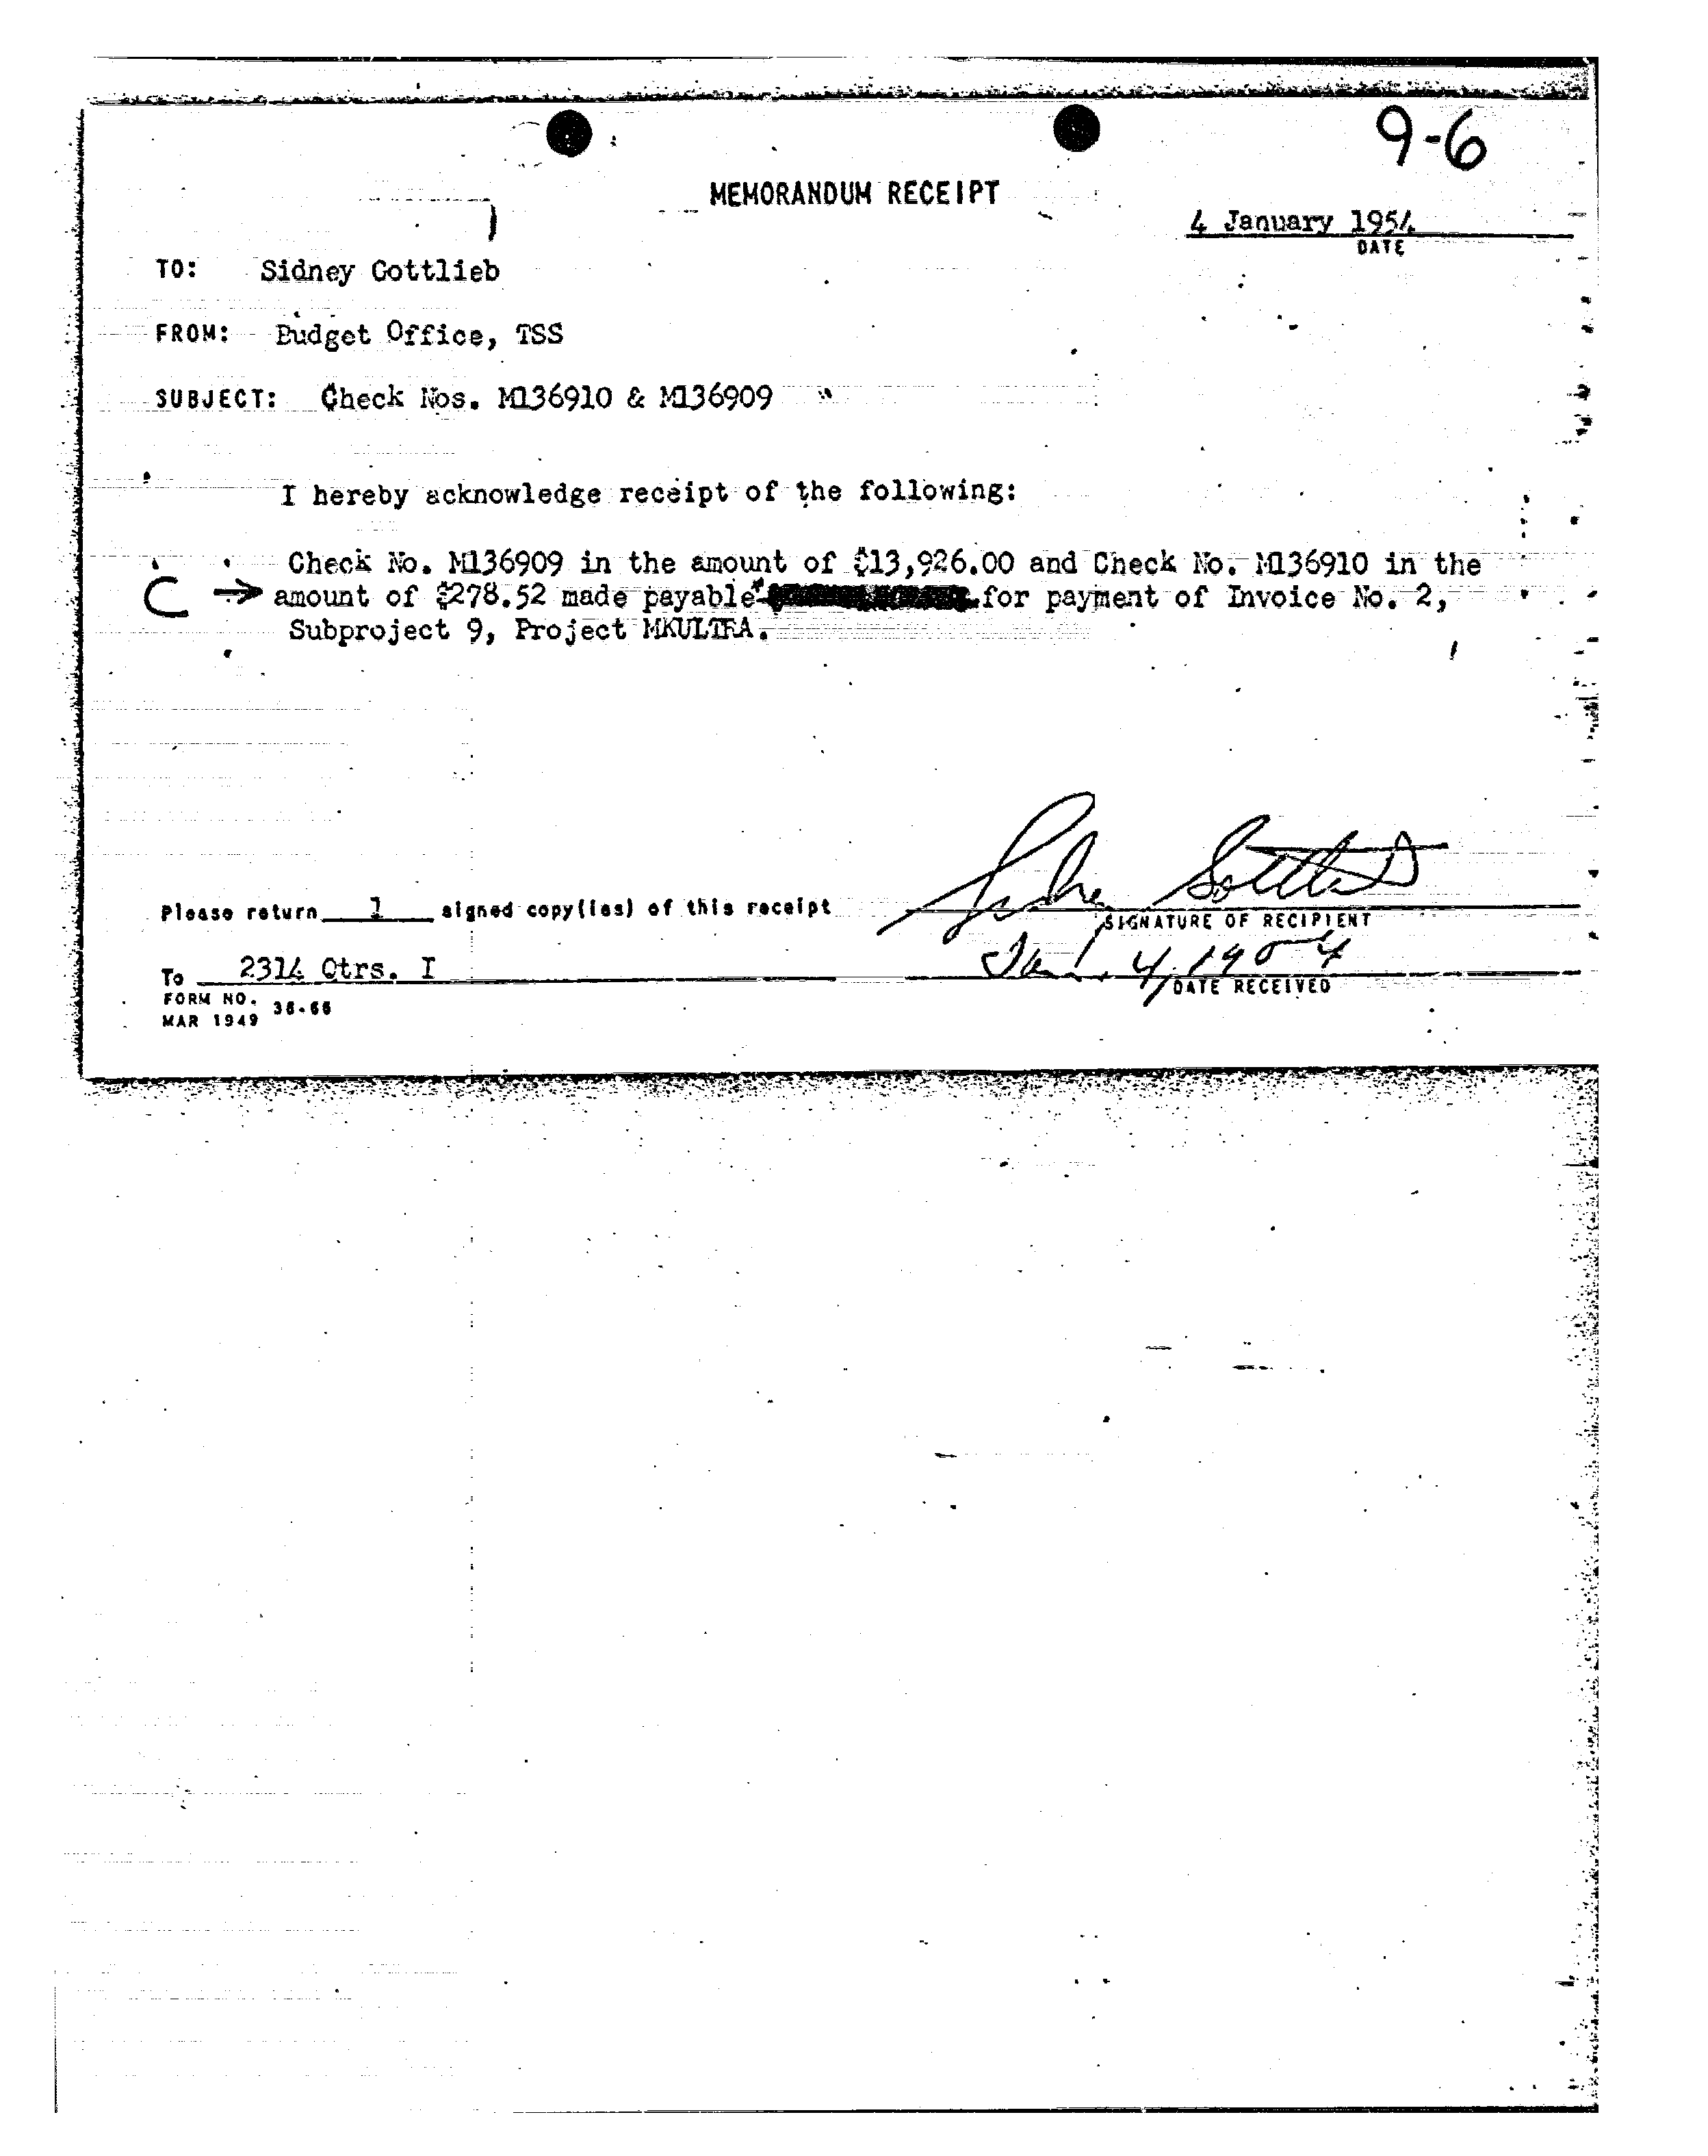 9-6
MEMORANDUM RECEIPT
4 January 1954
DATE
TO: Sidney Gottlieb
FROM: Budget Office, TSS
SUBJECT: Check Nos. M136910 & M136909
I hereby acknowledge receipt of the following:
Check No. M136909 in the amount of $13,926.00 and Check No. M136910 in the
C → amount of $278.52 made payable for payment of Invoice No. 2,
Subproject 9, Project MKULTRA.
Please return 1 signed copy(ies) of this receipt
Sidney Gottlieb
SIGNATURE OF RECIPIENT
To 2314 Qtrs. I
Jan. 4, 1954
DATE RECEIVED
FORM NO. 38-66
MAR 1949